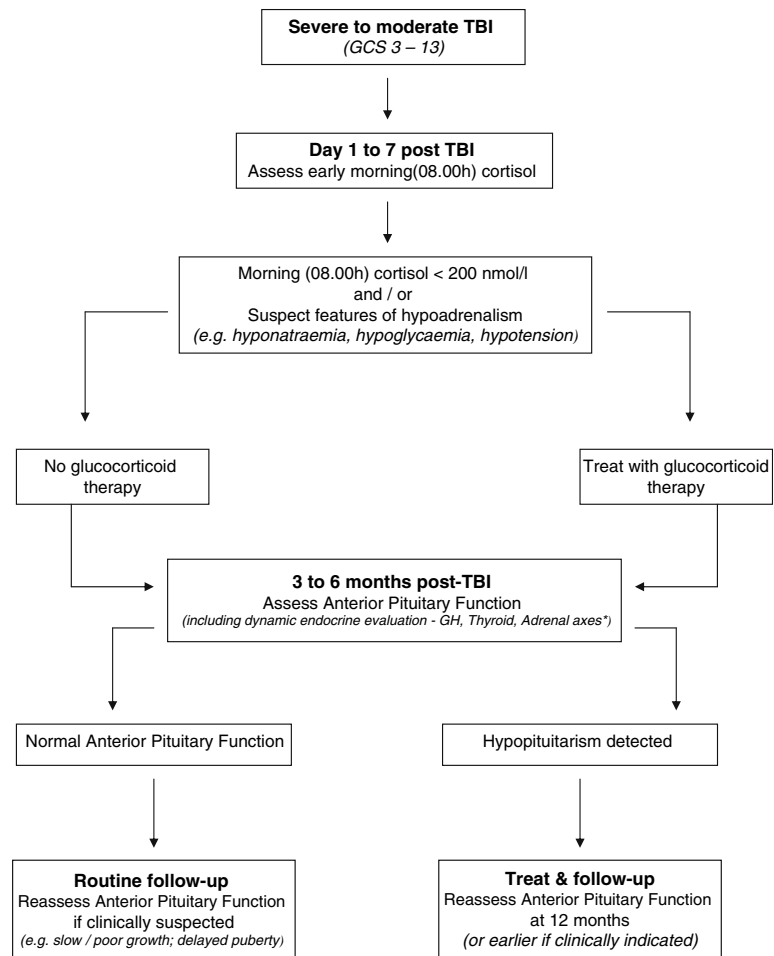 Severe to moderate TBI
(GCS 3 – 13)
Day 1 to 7 post TBI
Assess early morning(08.00h) cortisol
Morning (08.00h) cortisol < 200 nmol/l
and / or
Suspect features of hypoadrenalism
(e.g. hyponatraemia, hypoglycaemia, hypotension)
No glucocorticoid
therapy
Treat with glucocorticoid
therapy
3 to 6 months post-TBI
Assess Anterior Pituitary Function
(including dynamic endocrine evaluation - GH, Thyroid, Adrenal axes*)
Normal Anterior Pituitary Function
Hypopituitarism detected
Routine follow-up
Reassess Anterior Pituitary Function
if clinically suspected
(e.g. slow / poor growth; delayed puberty)
Treat & follow-up
Reassess Anterior Pituitary Function
at 12 months
(or earlier if clinically indicated)